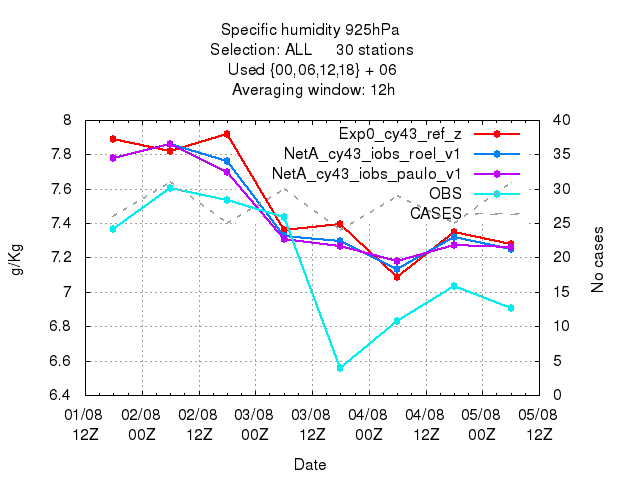 Specific humidity 925hPa
Selection: ALL 30 stations
Used {00,06,12,18} + 06
Averaging window: 12h
8
7.8
7.6
7.4
7.2
7
6.8
6.6
6.4
g/Kg
Exp0_cy43_ref_z
NetA_cy43_iobs_roel_v1
NetA_cy43_iobs_paulo_v1
OBS
CASES
40
35
30
25
20
15
10
5
0
No cases
01/08 02/08 02/08 03/08 03/08 04/08 04/08 05/08 05/08
12Z 00Z 12Z 00Z 12Z 00Z 12Z 00Z 12Z
Date